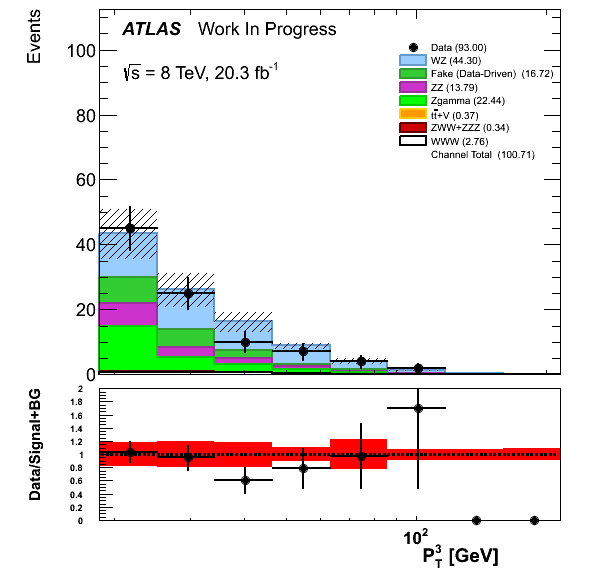 Events
ATLAS Work In Progress
√s = 8 TeV, 20.3 fb⁻¹
Data (93.00)
WZ (44.30)
Fake (Data-Driven) (16.72)
ZZ (13.79)
Zgamma (22.44)
tt̄+V (0.37)
ZWW+ZZZ (0.34)
WWW (2.76)
Channel Total (100.71)
100
80
60
40
20
0
Data/Signal+BG
2
1.8
1.6
1.4
1.2
1
0.8
0.6
0.4
0.2
0
10²
P³_T [GeV]